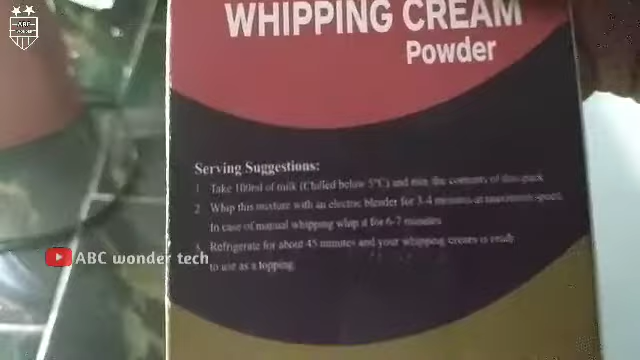 ABC
WHIPPING CREAM
Powder
Serving Suggestions:
1. Take 100ml of milk (Chilled below 5°C) and mix the contents of this pack
2. Whip this mixture with an electric blender for 3-4 minutes at maximum speed.
In case of manual whipping whip it for 6-7 minutes
3. Refrigerate for about 45 minutes and your whipping cream is ready
to use as a topping.
ABC wonder tech